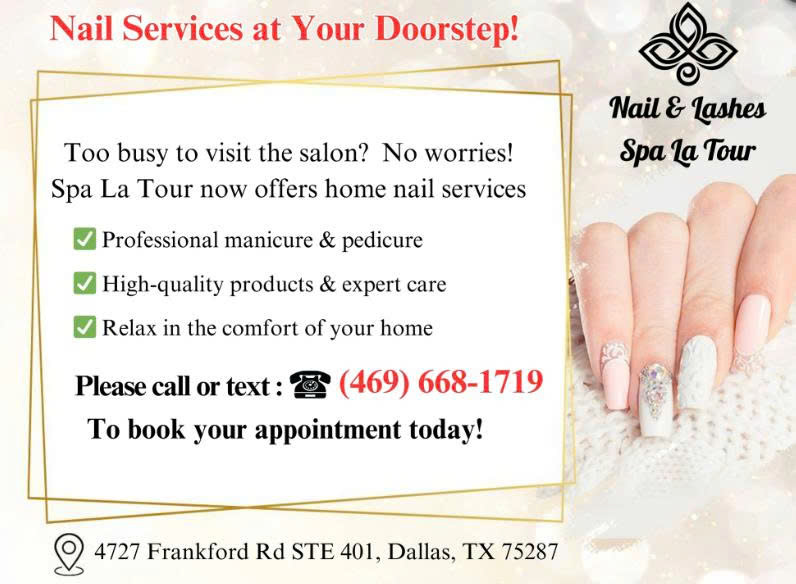 Nail Services at Your Doorstep!
Nail & Lashes
Spa La Tour
Too busy to visit the salon?  No worries!
Spa La Tour now offers home nail services
✅ Professional manicure & pedicure
✅ High-quality products & expert care
✅ Relax in the comfort of your home
Please call or text : ☎ (469) 668-1719
To book your appointment today!
4727 Frankford Rd STE 401, Dallas, TX 75287